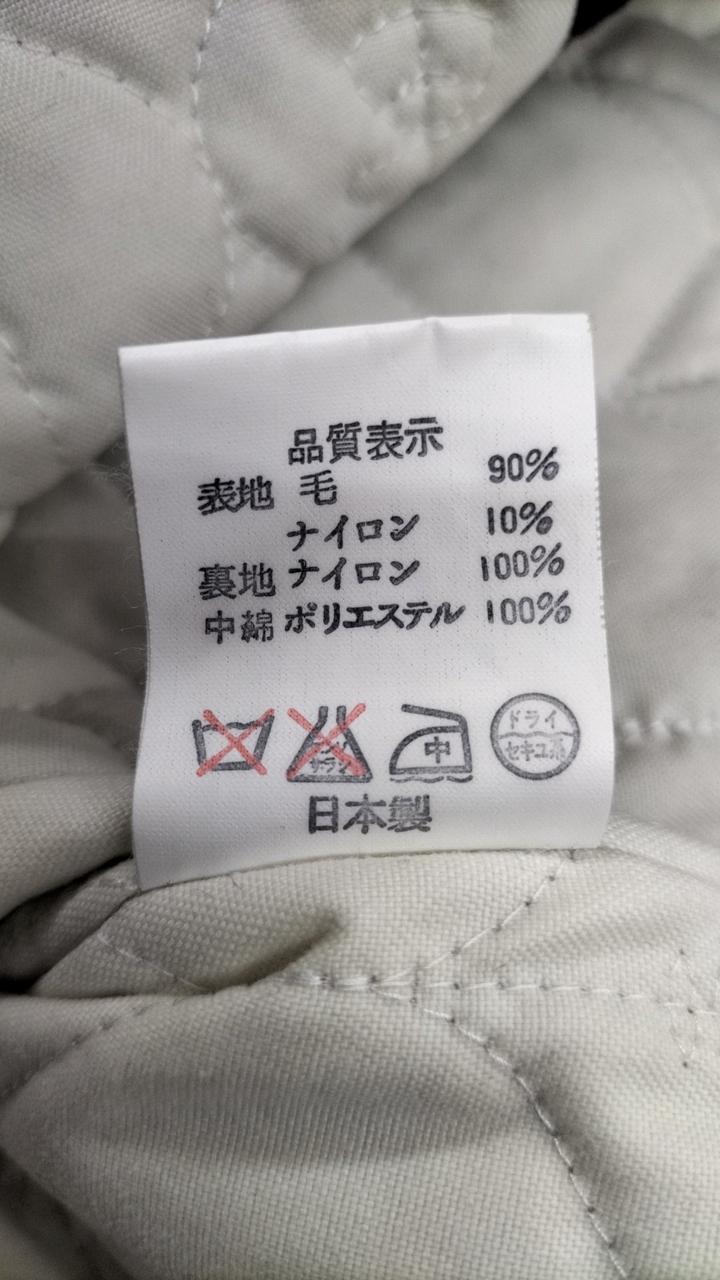 品質表示
表地 毛 90%
ナイロン 10%
裏地 ナイロン 100%
中綿 ポリエステル 100%
中
ドライ
セキユ系
日本製